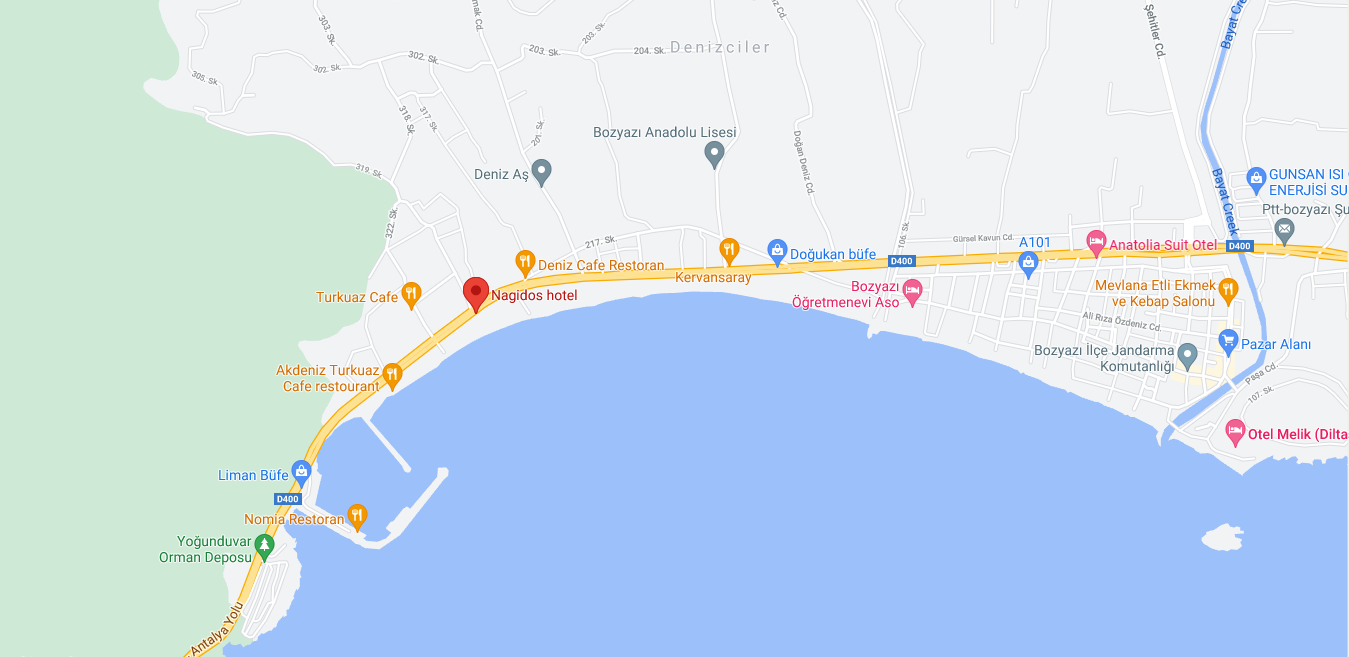 303. Sk.
203. Sk.
Bayat Cree
Şehitler Cd.
302. Sk.
203. Sk.
204. Sk.
Denizciler
302. Sk.
305. Sk.
318. Sk.
317. Sk.
201. Sk.
Bozyazı Anadolu Lisesi
Doğan Deniz Cd.
319. Sk.
Deniz Aş
Bayat Creek
GUNSAN ISI
ENERJİSİ SU
Ptt-bozyazı Şu
322. Sk.
217. Sk.
106. Sk.
Gürsel Kavun Cd.
A101
Anatolia Suit Otel
D400
Doğukan büfe
D400
Deniz Cafe Restoran
Kervansaray
Turkuaz Cafe
Nagidos hotel
Bozyazı
Öğretmenevi Aso
Mevlana Etli Ekmek
ve Kebap Salonu
Ali Rıza Özdeniz Cd.
Pazar Alanı
Bozyazı İlçe Jandarma
Komutanlığı
Paşa Cd.
107. Sk.
Akdeniz Turkuaz
Cafe restourant
Otel Melik (Dilta
Liman Büfe
D400
Nomia Restoran
Yoğunduvar
Orman Deposu
Antalya Yolu